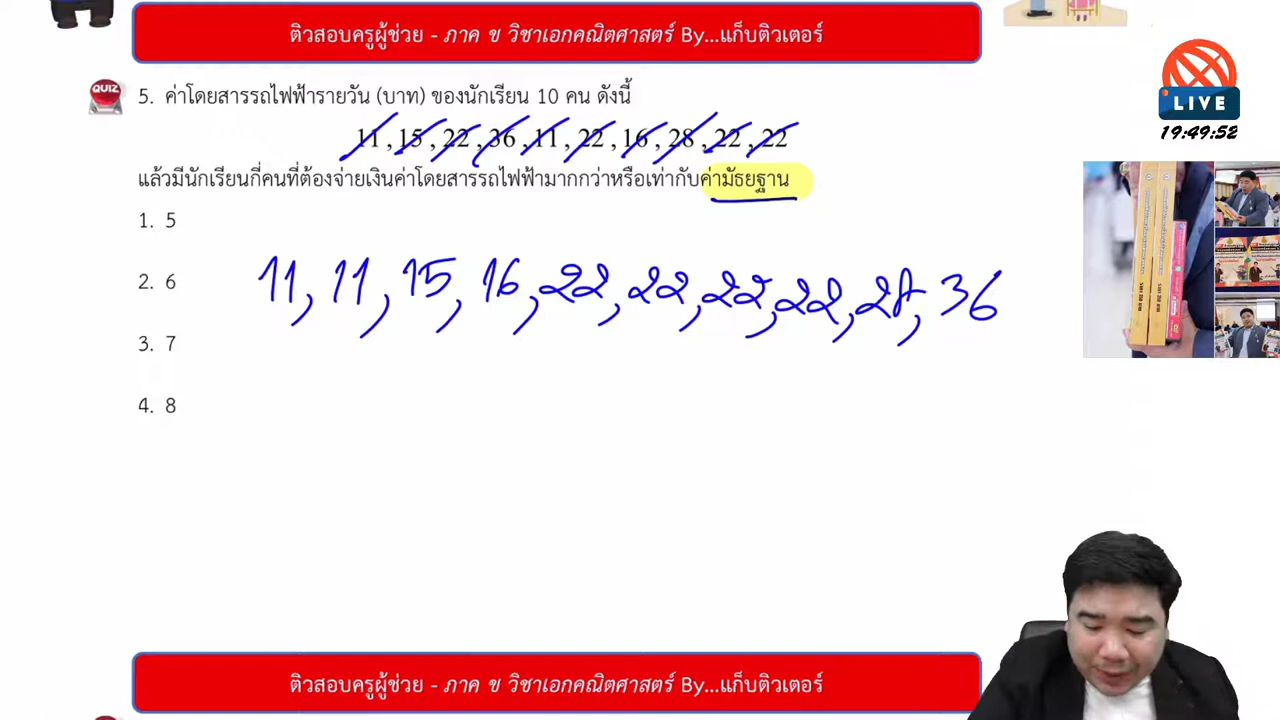 ติวสอบครูผู้ช่วย - ภาค ข วิชาเอกคณิตศาสตร์ By...แก็บติวเตอร์
LIVE
19:49:52
QUIZ
5. ค่าโดยสารรถไฟฟ้ารายวัน (บาท) ของนักเรียน 10 คน ดังนี้
11 , 15 , 22 , 36 , 11 , 22 , 16 , 28 , 22 , 22
แล้วมีนักเรียนกี่คนที่ต้องจ่ายเงินค่าโดยสารรถไฟฟ้ามากกว่าหรือเท่ากับค่ามัธยฐาน
1. 5
2. 6
11, 11, 15, 16, 22, 22, 22, 22, 28, 36
3. 7
4. 8
ติวสอบครูผู้ช่วย - ภาค ข วิชาเอกคณิตศาสตร์ By...แก็บติวเตอร์